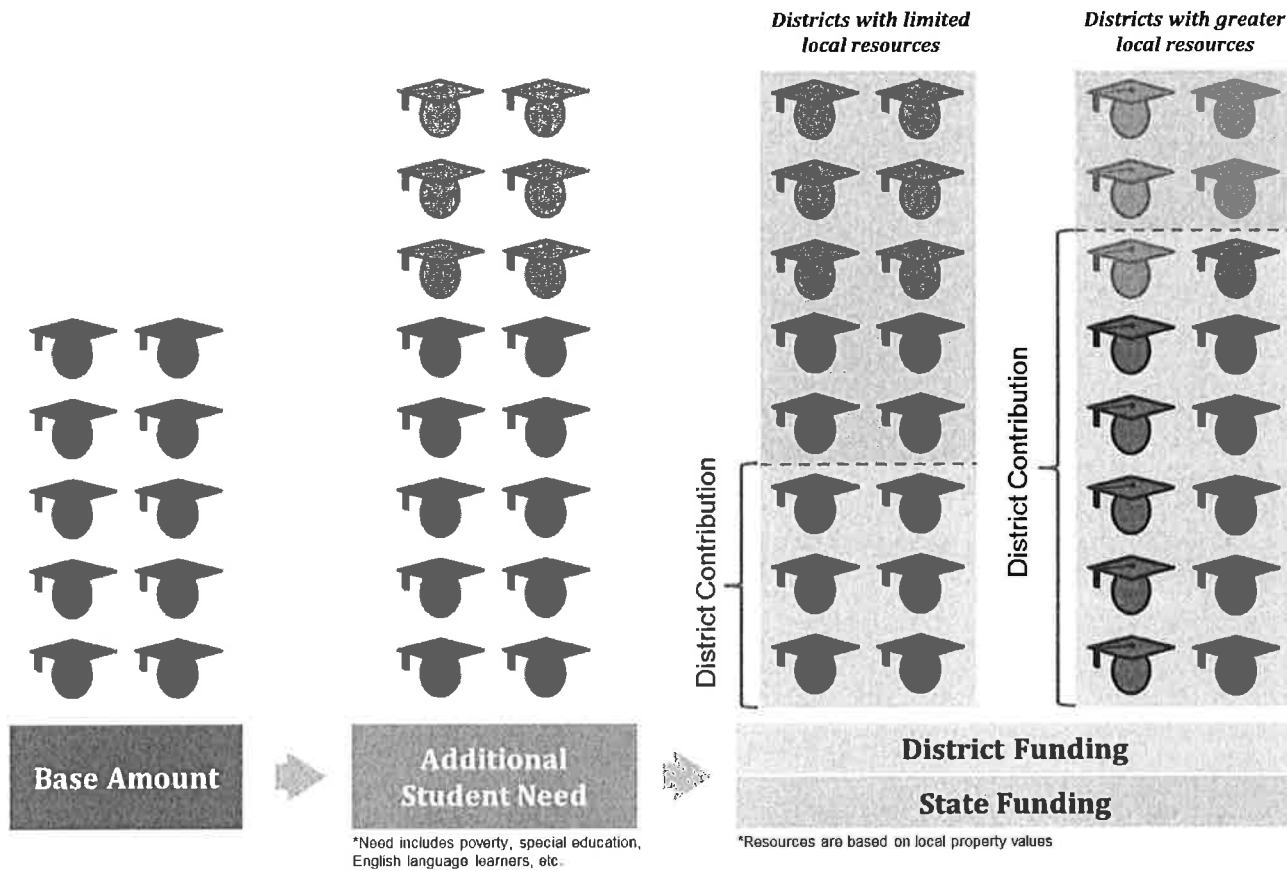 Districts with limited
local resources
Districts with greater
local resources
District Contribution
District Contribution
Base Amount
Additional
Student Need
District Funding
State Funding
*Need includes poverty, special education,
English language learners, etc.
*Resources are based on local property values